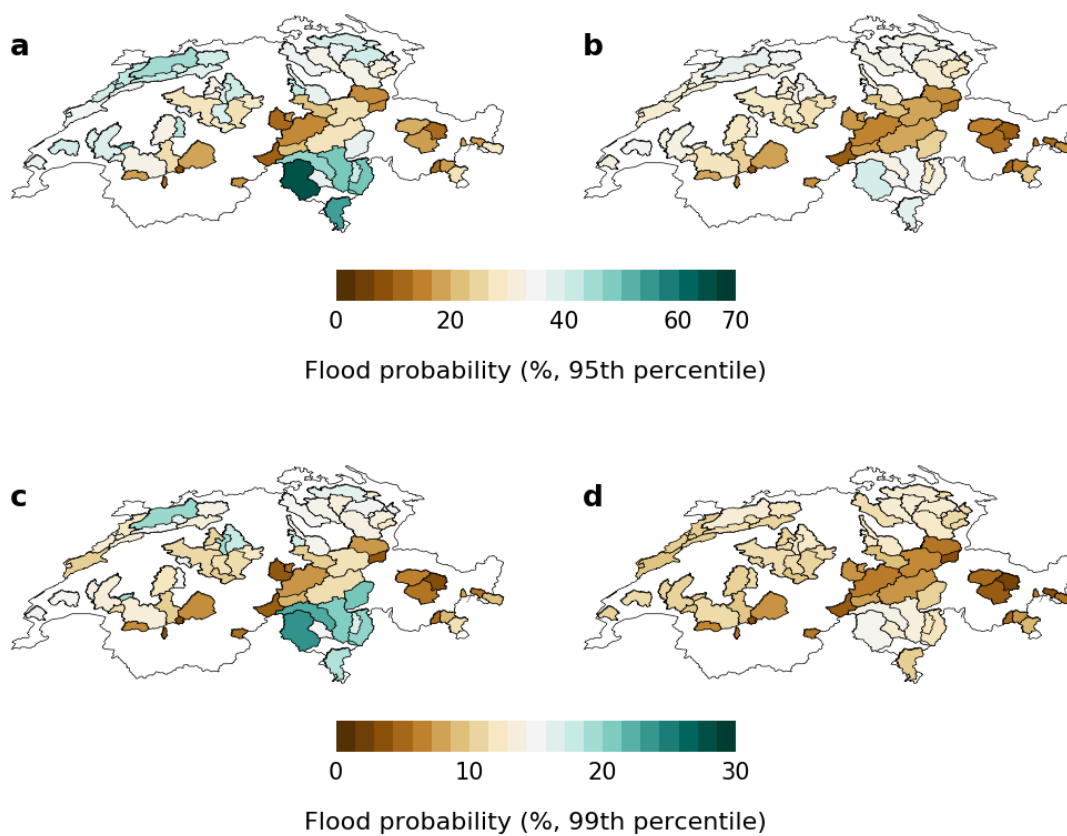 a
b
0
20
40
60
70
Flood probability (%, 95th percentile)
c
d
0
10
20
30
Flood probability (%, 99th percentile)